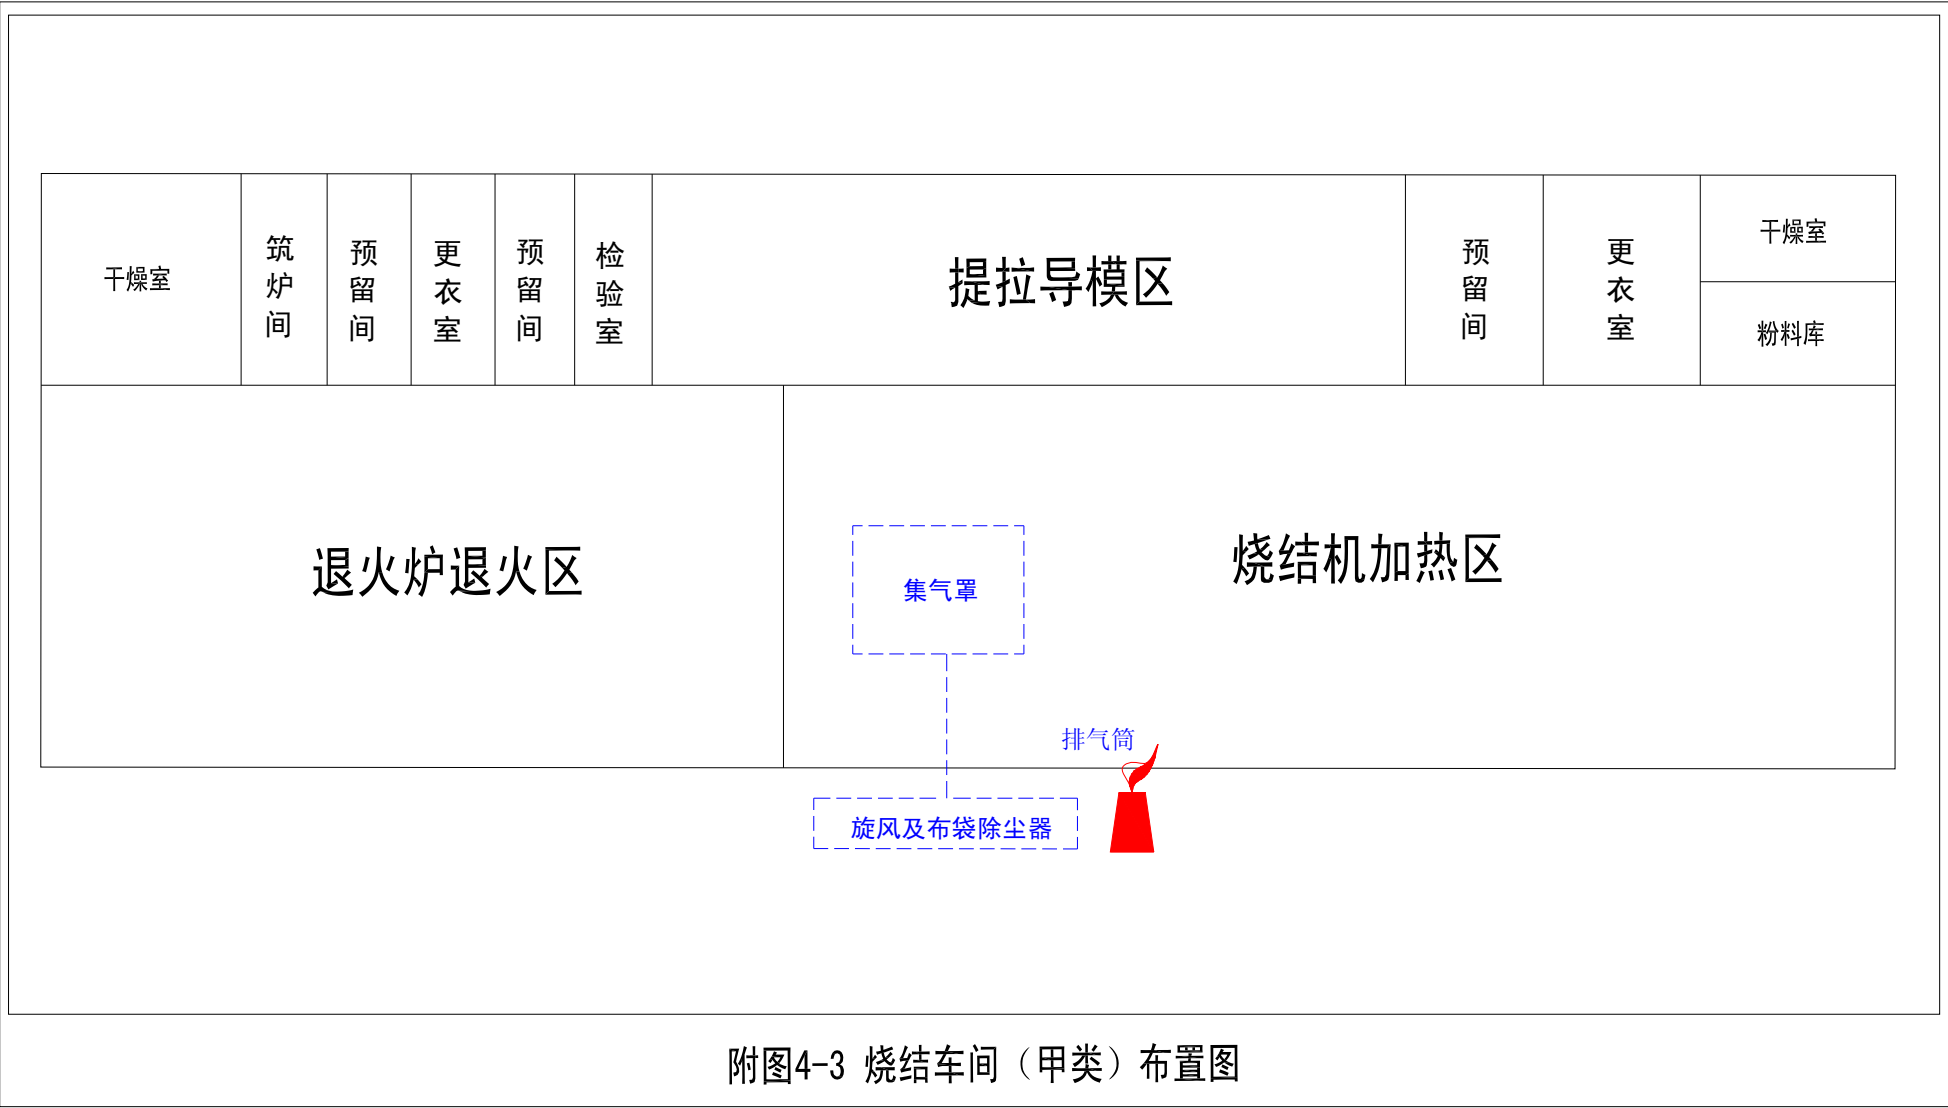 干燥室
筑炉间
预留间
更衣室
预留间
检验室
提拉导模区
预留间
更衣室
干燥室
粉料库
退火炉退火区
集气罩
烧结机加热区
排气筒
旋风及布袋除尘器
附图4-3 烧结车间（甲类）布置图